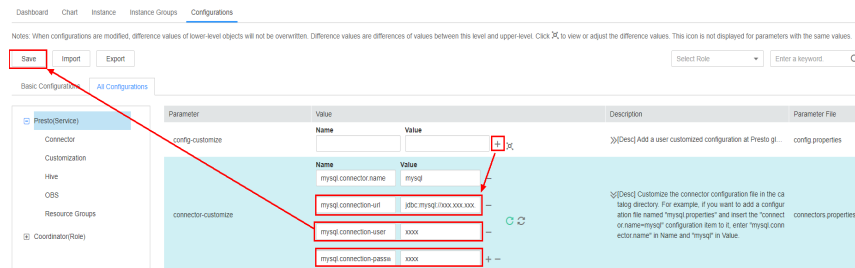 Dashboard Chart Instance Instance Groups Configurations
Notes: When configurations are modified, difference values of lower-level objects will not be overwritten. Difference values are differences of values between this level and upper-level. Click to view or adjust the difference values. This icon is not displayed for parameters with the same values.
Save Import Export Select Role Enter a keyword.
Basic Configurations All Configurations
Presto(Service)
Connector
Customization
Hive
OBS
Resource Groups
Coordinator(Role)
Parameter Value Description Parameter File
Name Value
config-customize [Desc] Add a user customized configuration at Presto gl... config.properties
Name Value
mysql.connector.name mysql
mysql.connection-url jdbc:mysql://xxx.xxx.xxx.
mysql.connection-user xxxx
mysql.connection-passw xxxx
connector-customize
[Desc] Customize the connector configuration file in the ca
talog directory. For example, if you want to add a configur
ation file named "mysql.properties" and insert the "connect
or.name=mysql" configuration item to it, enter "mysql.conn
ector.name" in Name and "mysql" in Value.
connectors.properties